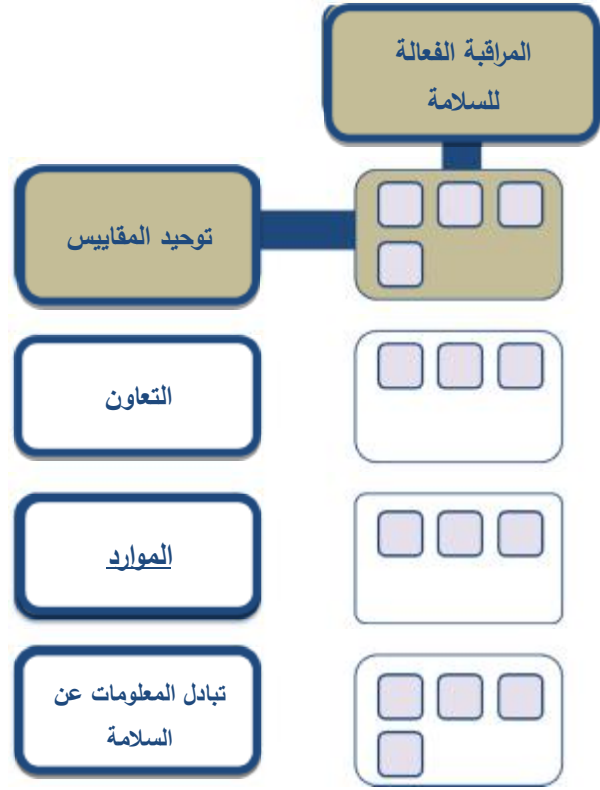 المراقبة الفعالة
للسلامة
توحيد المقاييس
التعاون
الموارد
تبادل المعلومات عن
السلامة